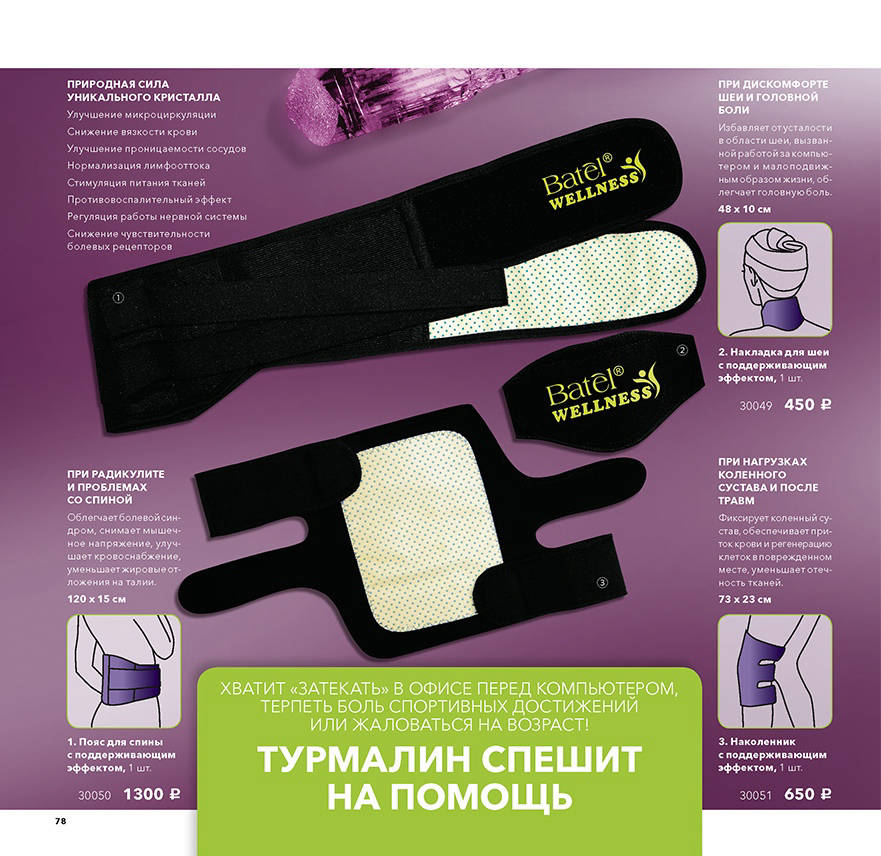 ПРИРОДНАЯ СИЛА
УНИКАЛЬНОГО КРИСТАЛЛА
Улучшение микроциркуляции
Снижение вязкости крови
Улучшение проницаемости сосудов
Нормализация лимфооттока
Стимуляция питания тканей
Противовоспалительный эффект
Регуляция работы нервной системы
Снижение чувствительности
болевых рецепторов
Batel®
WELLNESS
1
ПРИ ДИСКОМФОРТЕ
ШЕИ И ГОЛОВНОЙ
БОЛИ
Избавляет от усталости
в области шеи, вызван-
ной работой за компью-
тером и малоподвиж-
ным образом жизни, об-
легчает головную боль.
48 х 10 см
2. Накладка для шеи
с поддерживающим
эффектом, 1 шт.
30049 450 ₽
2
Batel®
WELLNESS
ПРИ РАДИКУЛИТЕ
И ПРОБЛЕМАХ
СО СПИНОЙ
Облегчает болевой син-
дром, снимает мышеч-
ное напряжение, улуч-
шает кровоснабжение,
уменьшает жировые от-
ложения на талии.
120 х 15 см
1. Пояс для спины
с поддерживающим
эффектом, 1 шт.
30050 1300 ₽
3
ПРИ НАГРУЗКАХ
КОЛЕННОГО
СУСТАВА И ПОСЛЕ
ТРАВМ
Фиксирует коленный су-
став, обеспечивает при-
ток крови и регенерацию
клеток в поврежденном
месте, уменьшает отеч-
ность тканей.
73 х 23 см
3. Наколенник
с поддерживающим
эффектом, 1 шт.
30051 650 ₽
ХВАТИТ «ЗАТЕКАТЬ» В ОФИСЕ ПЕРЕД КОМПЬЮТЕРОМ,
ТЕРПЕТЬ БОЛЬ СПОРТИВНЫХ ДОСТИЖЕНИЙ
ИЛИ ЖАЛОВАТЬСЯ НА ВОЗРАСТ!
ТУРМАЛИН СПЕШИТ
НА ПОМОЩЬ
78